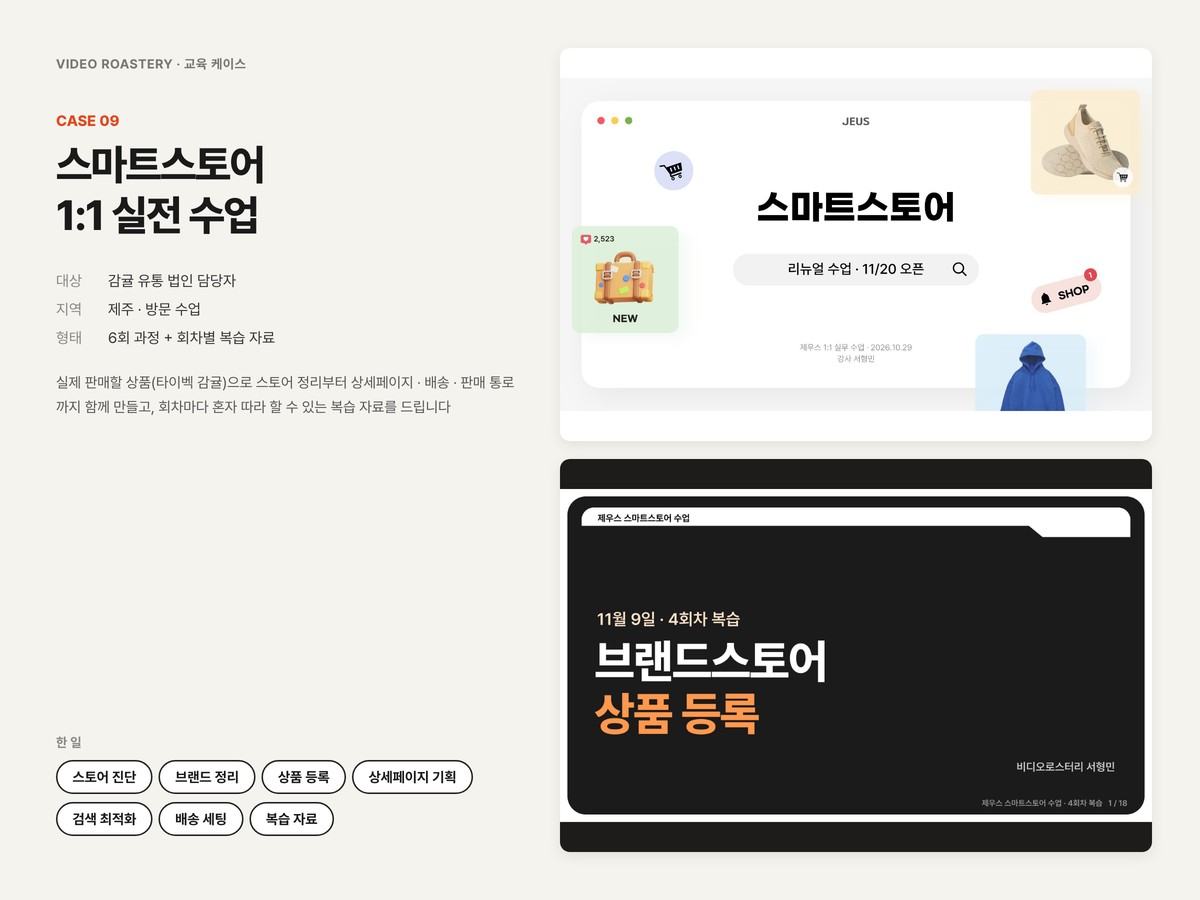 VIDEO ROASTERY · 교육 케이스
CASE 09
스마트스토어
1:1 실전 수업
대상 감귤 유통 법인 담당자
지역 제주 · 방문 수업
형태 6회 과정 + 회차별 복습 자료
실제 판매할 상품(타이벡 감귤)으로 스토어 정리부터 상세페이지 · 배송 · 판매 통로
까지 함께 만들고, 회차마다 혼자 따라 할 수 있는 복습 자료를 드립니다
한 일
스토어 진단
브랜드 정리
상품 등록
상세페이지 기획
검색 최적화
배송 세팅
복습 자료
JEUS
스마트스토어
2,523
NEW
리뉴얼 수업 · 11/20 오픈
1
SHOP
제우스 1:1 실무 수업 · 2026.10.29
강사 서형민
제우스 스마트스토어 수업
11월 9일 · 4회차 복습
브랜드스토어
상품 등록
비디오로스터리 서형민
제우스 스마트스토어 수업 · 4회차 복습 1 / 18